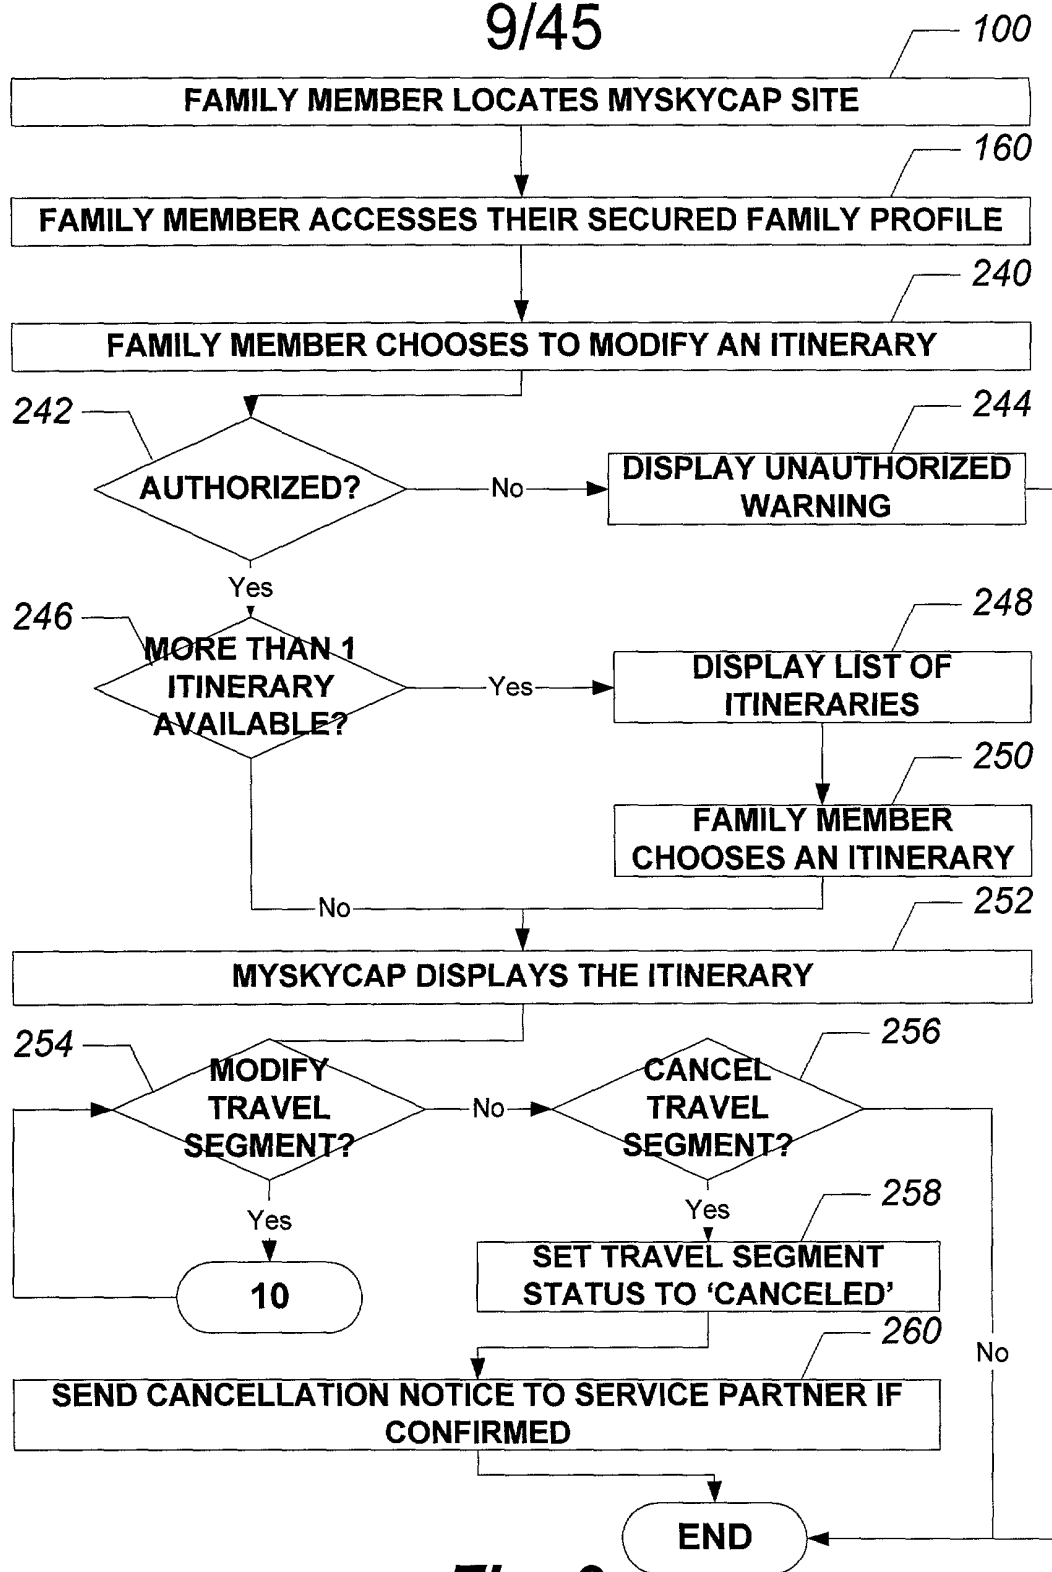 9/45
100
FAMILY MEMBER LOCATES MYSKYCAP SITE
160
FAMILY MEMBER ACCESSES THEIR SECURED FAMILY PROFILE
240
FAMILY MEMBER CHOOSES TO MODIFY AN ITINERARY
242
AUTHORIZED?
No
244
DISPLAY UNAUTHORIZED
WARNING
Yes
246
MORE THAN 1
ITINERARY
AVAILABLE?
Yes
248
DISPLAY LIST OF
ITINERARIES
250
FAMILY MEMBER
CHOOSES AN ITINERARY
No
252
MYSKYCAP DISPLAYS THE ITINERARY
254
MODIFY
TRAVEL
SEGMENT?
No
256
CANCEL
TRAVEL
SEGMENT?
Yes
10
Yes
258
SET TRAVEL SEGMENT
STATUS TO ‘CANCELED’
No
260
SEND CANCELLATION NOTICE TO SERVICE PARTNER IF
CONFIRMED
END